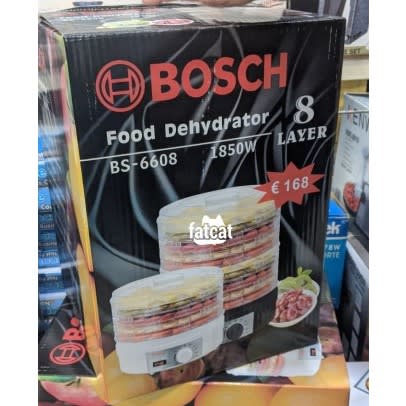 BOSCH
Food Dehydrator
8
LAYER
BS-6608
1850W
€ 168
fatcat